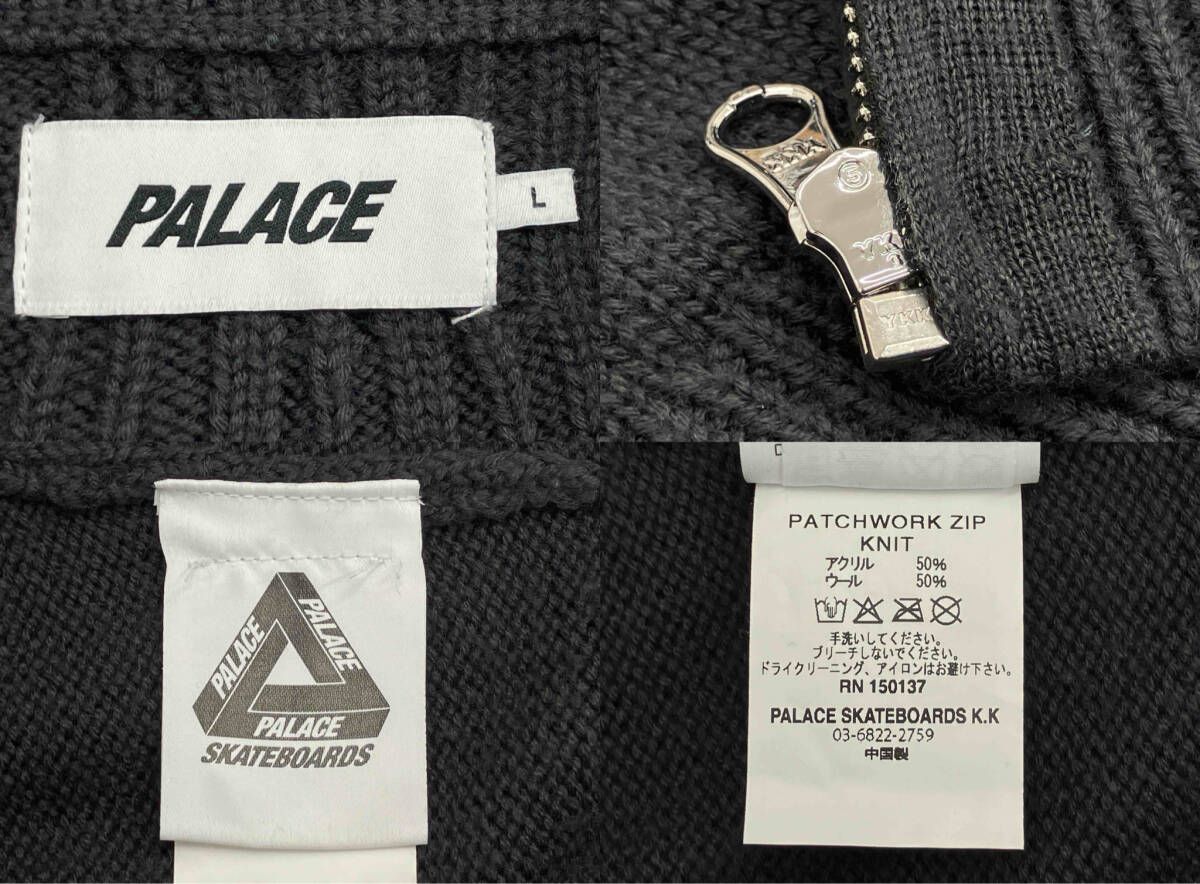 PALACE
L
YKK
5
YKK
YKK
PALACE
PALACE
PALACE
SKATEBOARDS
PATCHWORK ZIP
KNIT
アクリル 50%
ウール 50%
手洗いしてください。
ブリーチしないでください。
ドライクリーニング、アイロンはお避け下さい。
RN 150137
PALACE SKATEBOARDS K.K
03-6822-2759
中国製